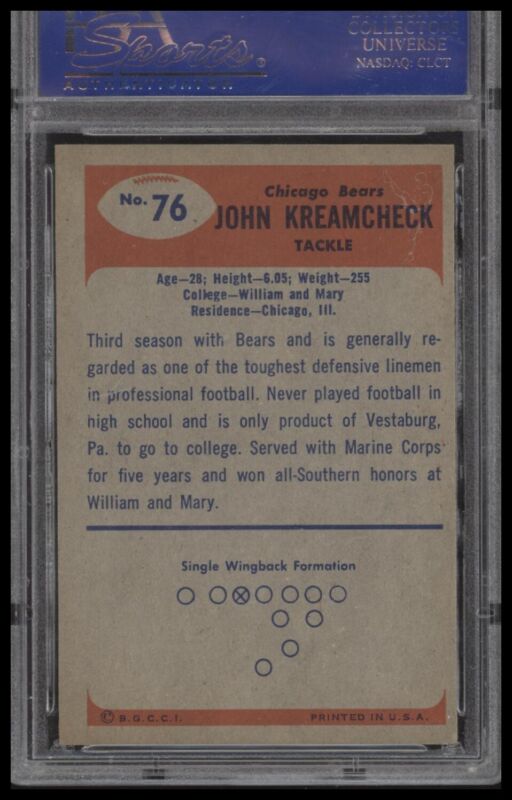 Sports
COLLECTORS
UNIVERSE
NASDAQ: CLCT
No. 76
Chicago Bears
JOHN KREAMCHECK
TACKLE
Age—28; Height—6.05; Weight—255
College—William and Mary
Residence—Chicago, Ill.
Third season with Bears and is generally re-
garded as one of the toughest defensive linemen
in professional football. Never played football in
high school and is only product of Vestaburg,
Pa. to go to college. Served with Marine Corps
for five years and won all-Southern honors at
William and Mary.
Single Wingback Formation
© B.G.C.C.I.
PRINTED IN U.S.A.